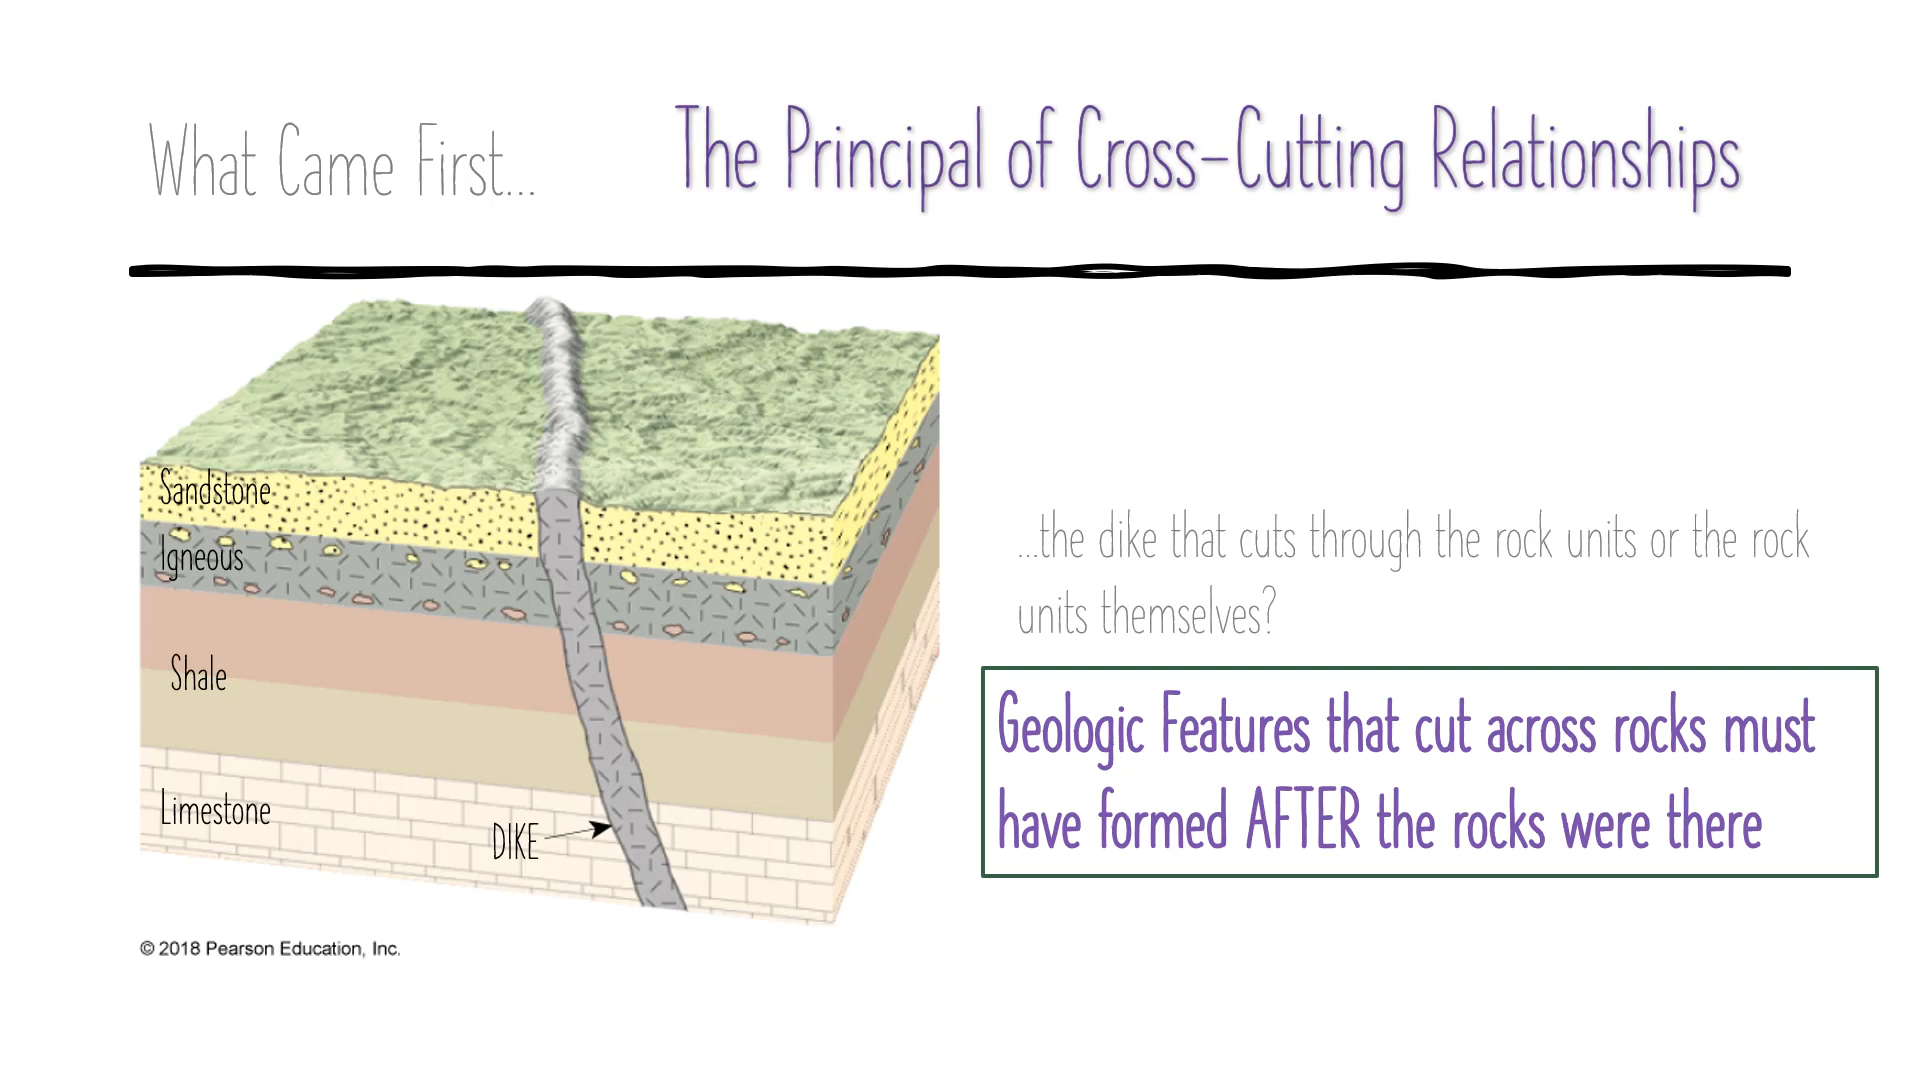 What Came First...
The Principal of Cross-Cutting Relationships
Sandstone
Igneous
Shale
Limestone
DIKE
© 2018 Pearson Education, Inc.
...the dike that cuts through the rock units or the rock
units themselves?
Geologic Features that cut across rocks must
have formed AFTER the rocks were there